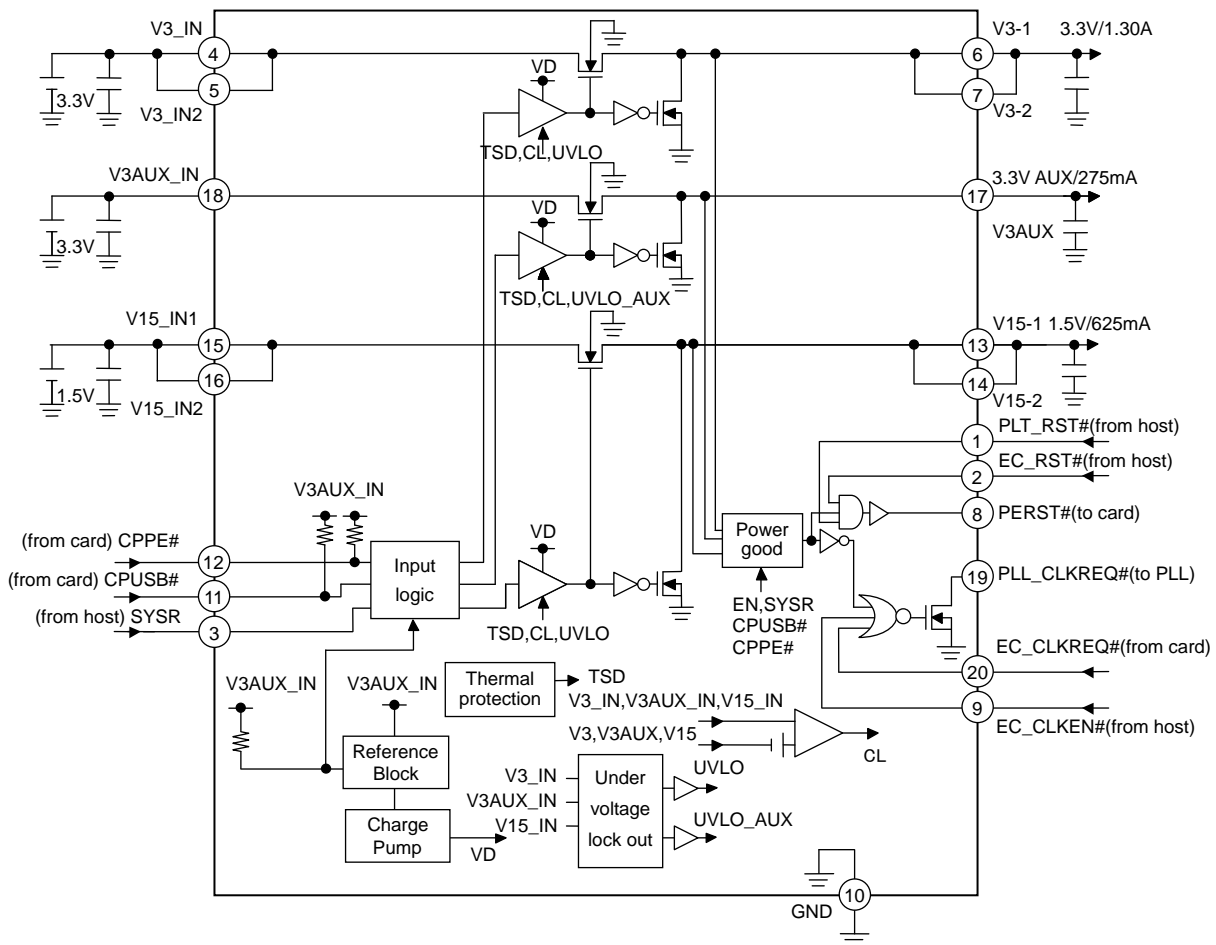 V3_IN
4
V3-1 3.3V/1.30A
6
5
3.3V
V3_IN2
VD
7
V3-2
TSD,CL,UVLO
V3AUX_IN
18
17
3.3V AUX/275mA
3.3V
VD
V3AUX
TSD,CL,UVLO_AUX
V15_IN1
15
V15-1 1.5V/625mA
13
16
1.5V
V15_IN2
14
V15-2
1
PLT_RST#(from host)
2
EC_RST#(from host)
8
PERST#(to card)
V3AUX_IN
VD
Power
good
(from card) CPPE#
12
(from card) CPUSB#
11
(from host) SYSR
3
Input
logic
19
PLL_CLKREQ#(to PLL)
EN,SYSR
CPUSB#
CPPE#
TSD,CL,UVLO
EC_CLKREQ#(from card)
20
9
EC_CLKEN#(from host)
V3AUX_IN
V3AUX_IN
Thermal
protection
TSD
V3_IN,V3AUX_IN,V15_IN
V3,V3AUX,V15
CL
Reference
Block
Charge
Pump
VD
V3_IN
V3AUX_IN
V15_IN
Under
voltage
lock out
UVLO
UVLO_AUX
GND
10